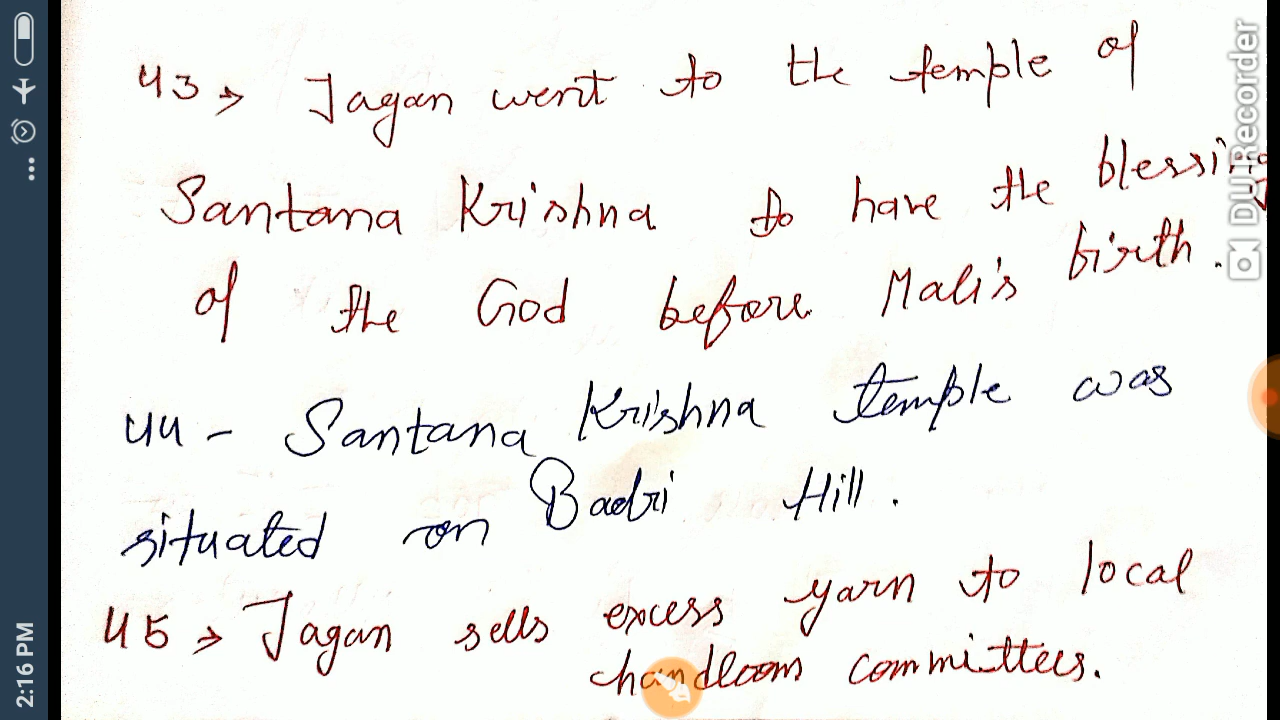 43> Jagan went to the temple of
Santana Krishna to have the blessing
of the God before Mali's birth.
44 - Santana Krishna temple was
situated on Badri Hill.
45> Jagan sells excess yarn to local
handloom committees.
DU Recorder
2:16 PM